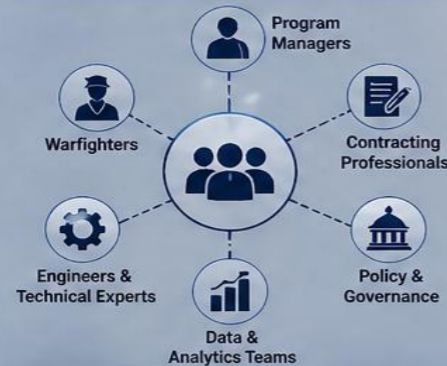 Program
Managers
Warfighters
Contracting
Professionals
Engineers &
Technical Experts
Policy &
Governance
Data &
Analytics Teams